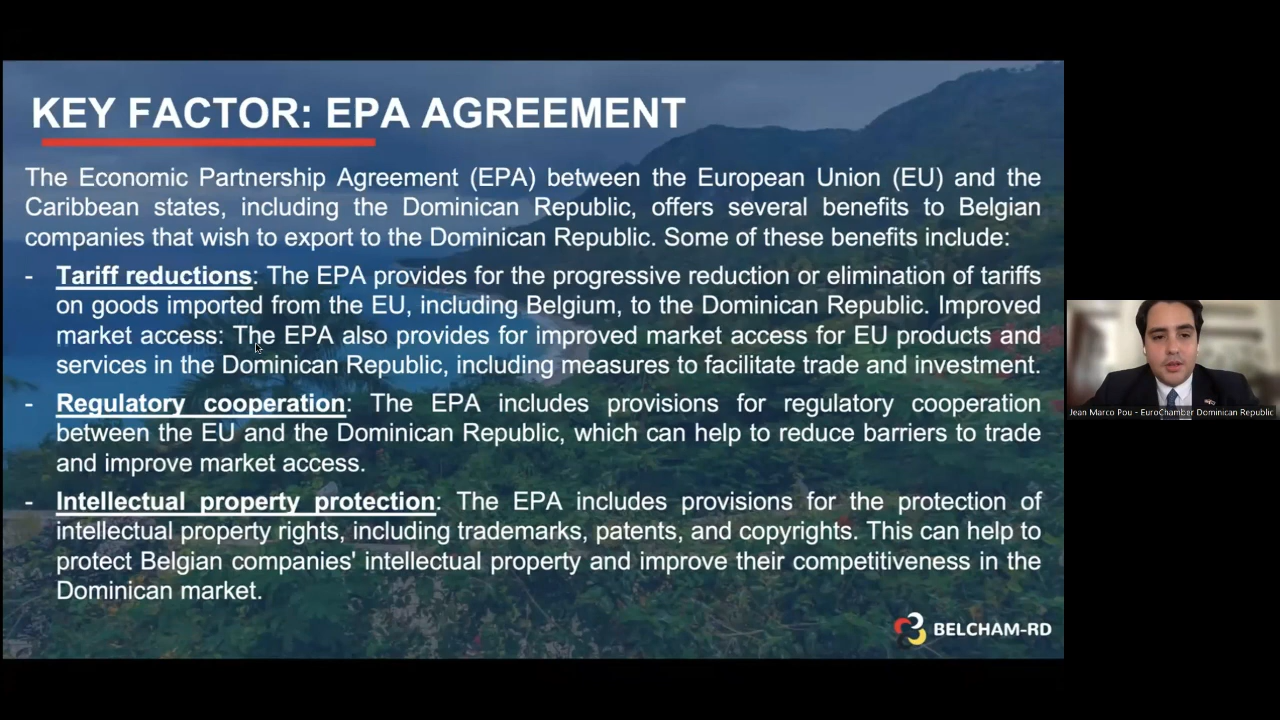 KEY FACTOR: EPA AGREEMENT
The Economic Partnership Agreement (EPA) between the European Union (EU) and the
Caribbean states, including the Dominican Republic, offers several benefits to Belgian
companies that wish to export to the Dominican Republic. Some of these benefits include:
- Tariff reductions: The EPA provides for the progressive reduction or elimination of tariffs
on goods imported from the EU, including Belgium, to the Dominican Republic. Improved
market access: The EPA also provides for improved market access for EU products and
services in the Dominican Republic, including measures to facilitate trade and investment.
- Regulatory cooperation: The EPA includes provisions for regulatory cooperation
between the EU and the Dominican Republic, which can help to reduce barriers to trade
and improve market access.
- Intellectual property protection: The EPA includes provisions for the protection of
intellectual property rights, including trademarks, patents, and copyrights. This can help to
protect Belgian companies' intellectual property and improve their competitiveness in the
Dominican market.
BELCHAM-RD
Jean Marco Pou - EuroChamber Dominican Republic